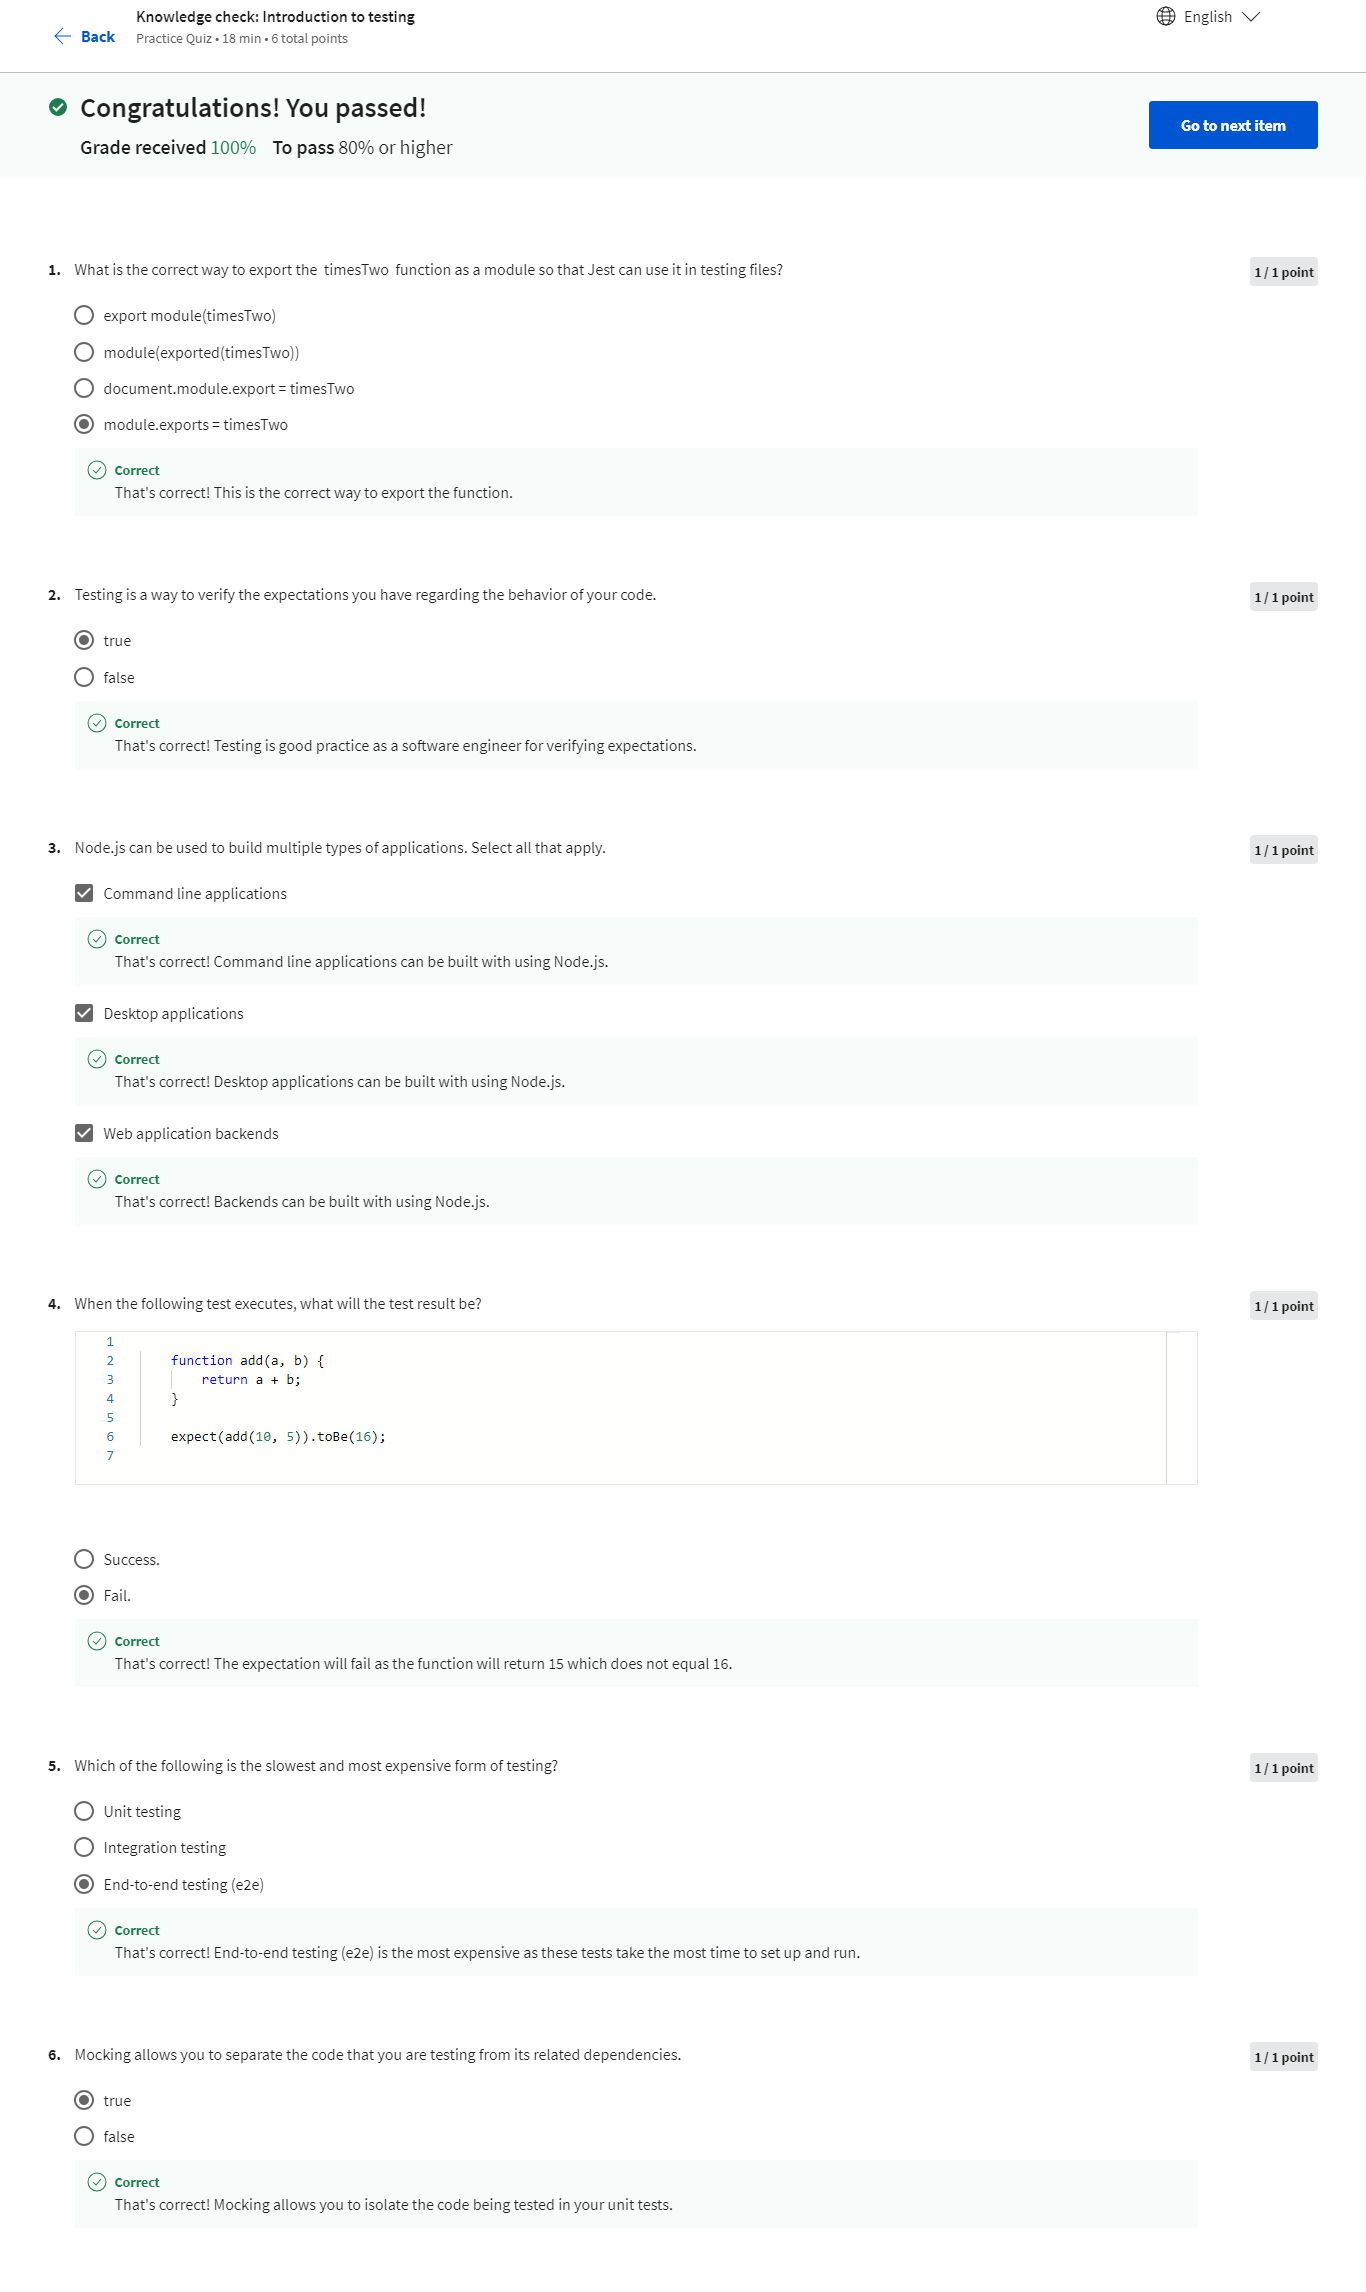 Back
Knowledge check: Introduction to testing
Practice Quiz • 18 min • 6 total points
English
Congratulations! You passed!
Grade received 100% To pass 80% or higher
Go to next item
1. What is the correct way to export the timesTwo function as a module so that Jest can use it in testing files?
1 / 1 point
export module(timesTwo)
module(exported(timesTwo))
document.module.export = timesTwo
module.exports = timesTwo
Correct
That's correct! This is the correct way to export the function.
2. Testing is a way to verify the expectations you have regarding the behavior of your code.
1 / 1 point
true
false
Correct
That's correct! Testing is good practice as a software engineer for verifying expectations.
3. Node.js can be used to build multiple types of applications. Select all that apply.
1 / 1 point
Command line applications
Correct
That's correct! Command line applications can be built with using Node.js.
Desktop applications
Correct
That's correct! Desktop applications can be built with using Node.js.
Web application backends
Correct
That's correct! Backends can be built with using Node.js.
4. When the following test executes, what will the test result be?
1 / 1 point
1
2 function add(a, b) {
3 return a + b;
4 }
5
6 expect(add(10, 5)).toBe(16);
7
Success.
Fail.
Correct
That's correct! The expectation will fail as the function will return 15 which does not equal 16.
5. Which of the following is the slowest and most expensive form of testing?
1 / 1 point
Unit testing
Integration testing
End-to-end testing (e2e)
Correct
That's correct! End-to-end testing (e2e) is the most expensive as these tests take the most time to set up and run.
6. Mocking allows you to separate the code that you are testing from its related dependencies.
1 / 1 point
true
false
Correct
That's correct! Mocking allows you to isolate the code being tested in your unit tests.